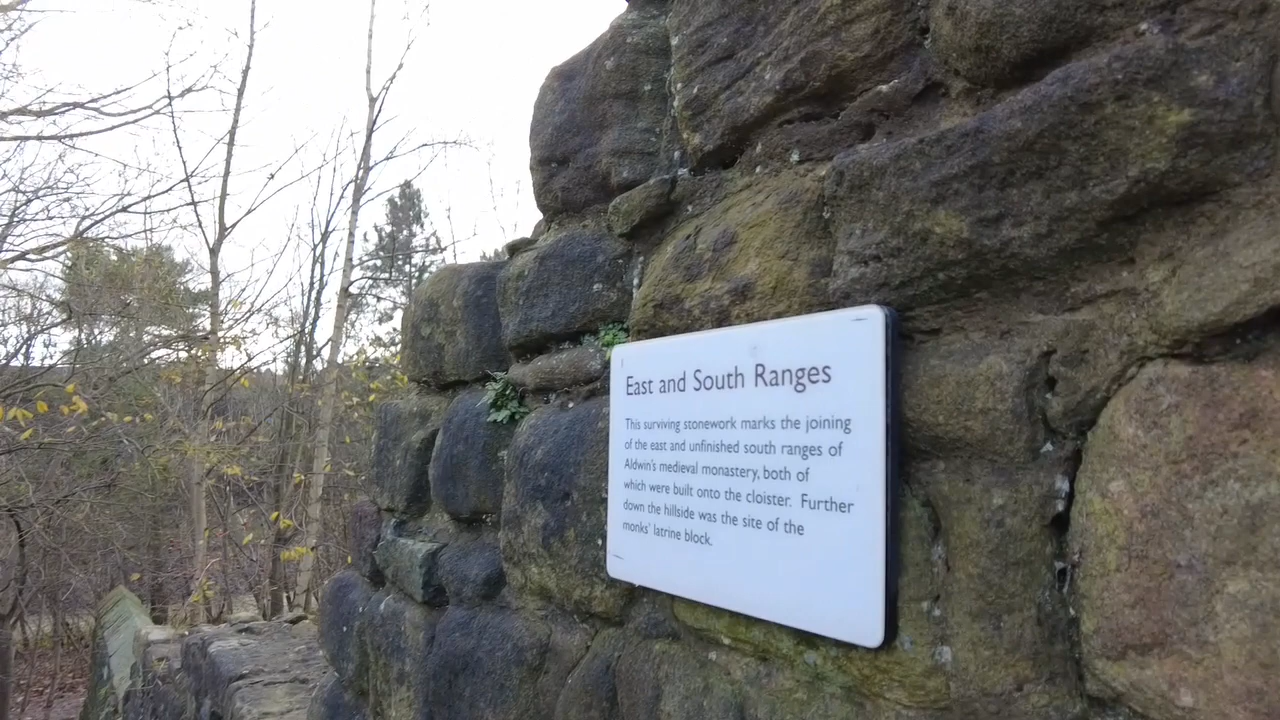 East and South Ranges
This surviving stonework marks the joining
of the east and unfinished south ranges of
Aldwin's medieval monastery, both of
which were built onto the cloister. Further
down the hillside was the site of the
monks' latrine block.